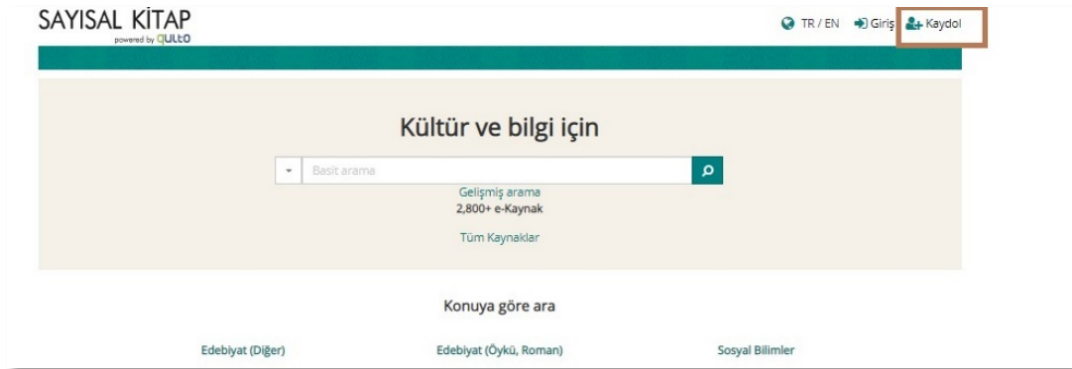 SAYISAL KİTAP
powered by qulto
TR / EN Giriş Kaydol
Kültür ve bilgi için
Basit arama
Gelişmiş arama
2,800+ e-Kaynak
Tüm Kaynaklar
Konuya göre ara
Edebiyat (Diğer) Edebiyat (Öykü, Roman) Sosyal Bilimler